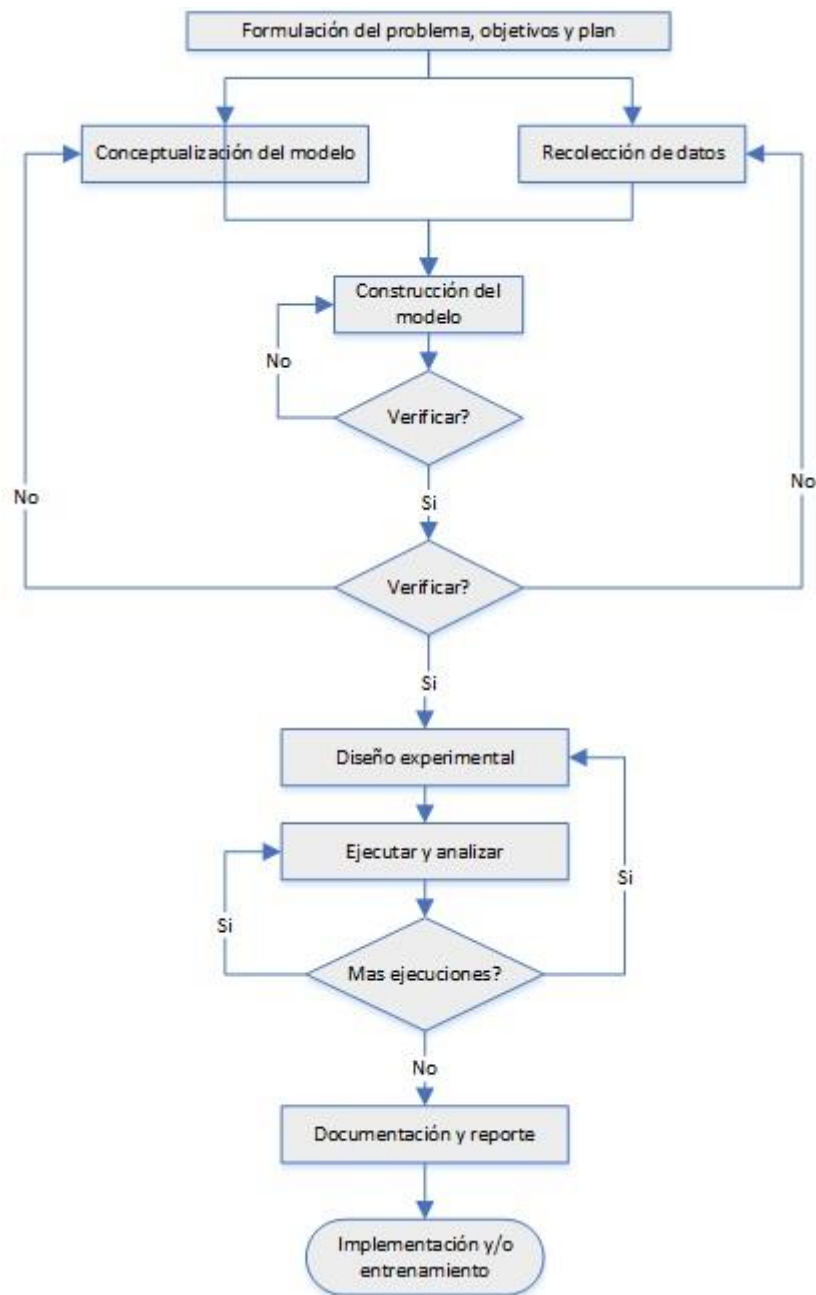 Formulación del problema, objetivos y plan
Conceptualización del modelo
Recolección de datos
Construcción del
modelo
No
Verificar?
No
No
Si
Verificar?
Si
Diseño experimental
Ejecutar y analizar
Si
Si
Mas ejecuciones?
No
Documentación y reporte
Implementación y/o
entrenamiento